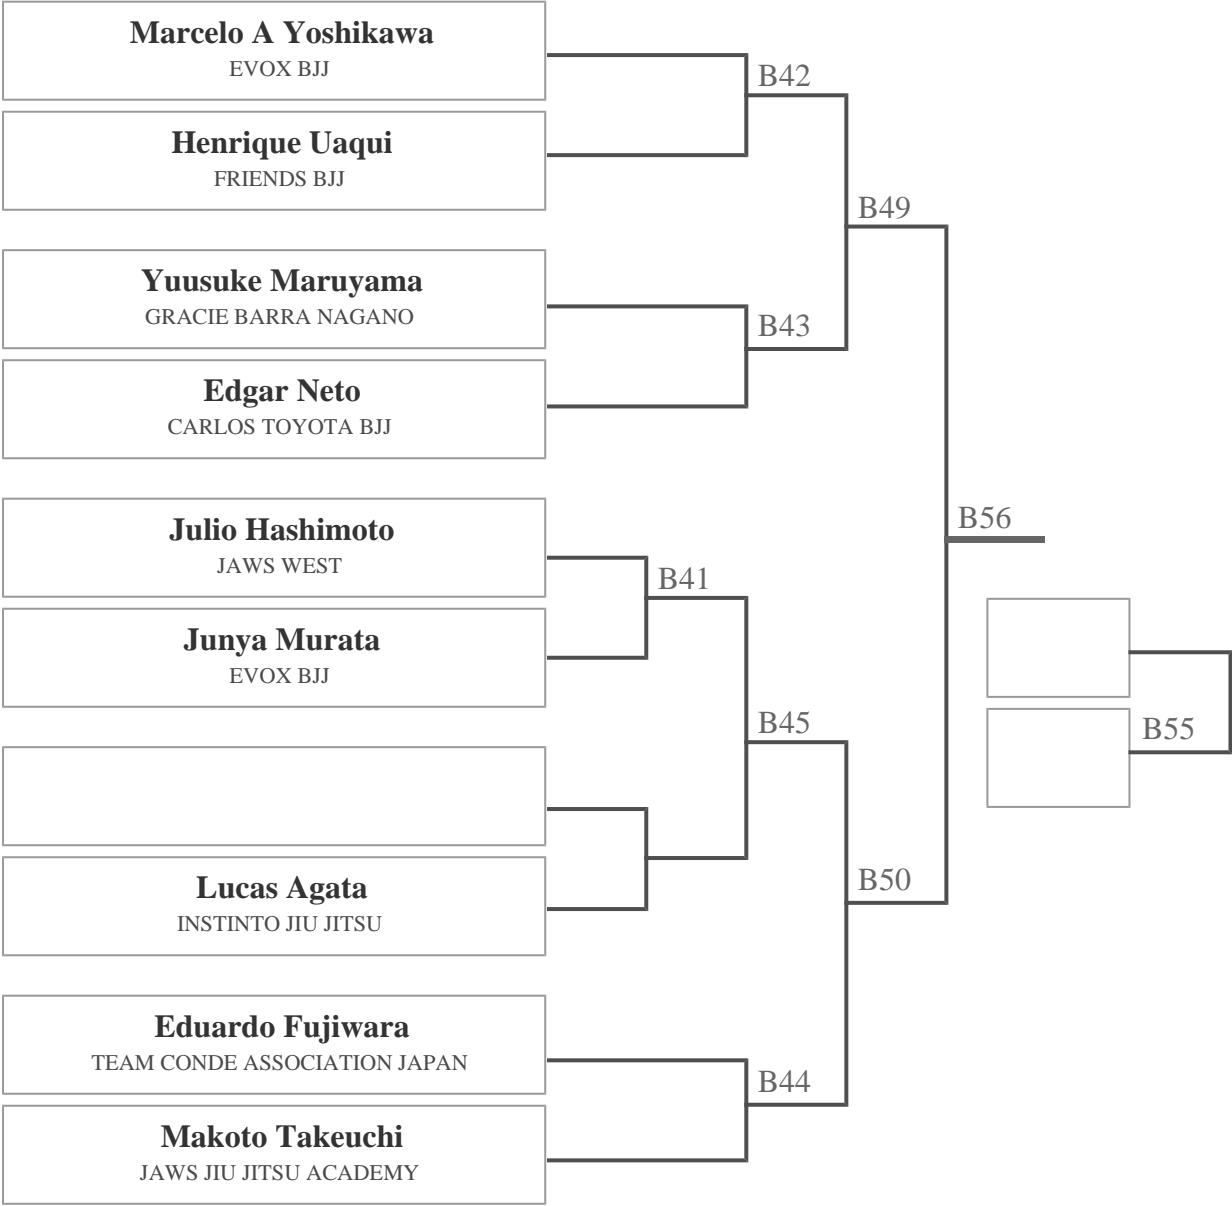 Marcelo A Yoshikawa
EVOX BJJ
B42
Henrique Uaqui
FRIENDS BJJ
B49
Yuusuke Maruyama
GRACIE BARRA NAGANO
B43
Edgar Neto
CARLOS TOYOTA BJJ
Julio Hashimoto
JAWS WEST
B56
B41
Junya Murata
EVOX BJJ
B45
B55
Lucas Agata
INSTINTO JIU JITSU
B50
Eduardo Fujiwara
TEAM CONDE ASSOCIATION JAPAN
B44
Makoto Takeuchi
JAWS JIU JITSU ACADEMY